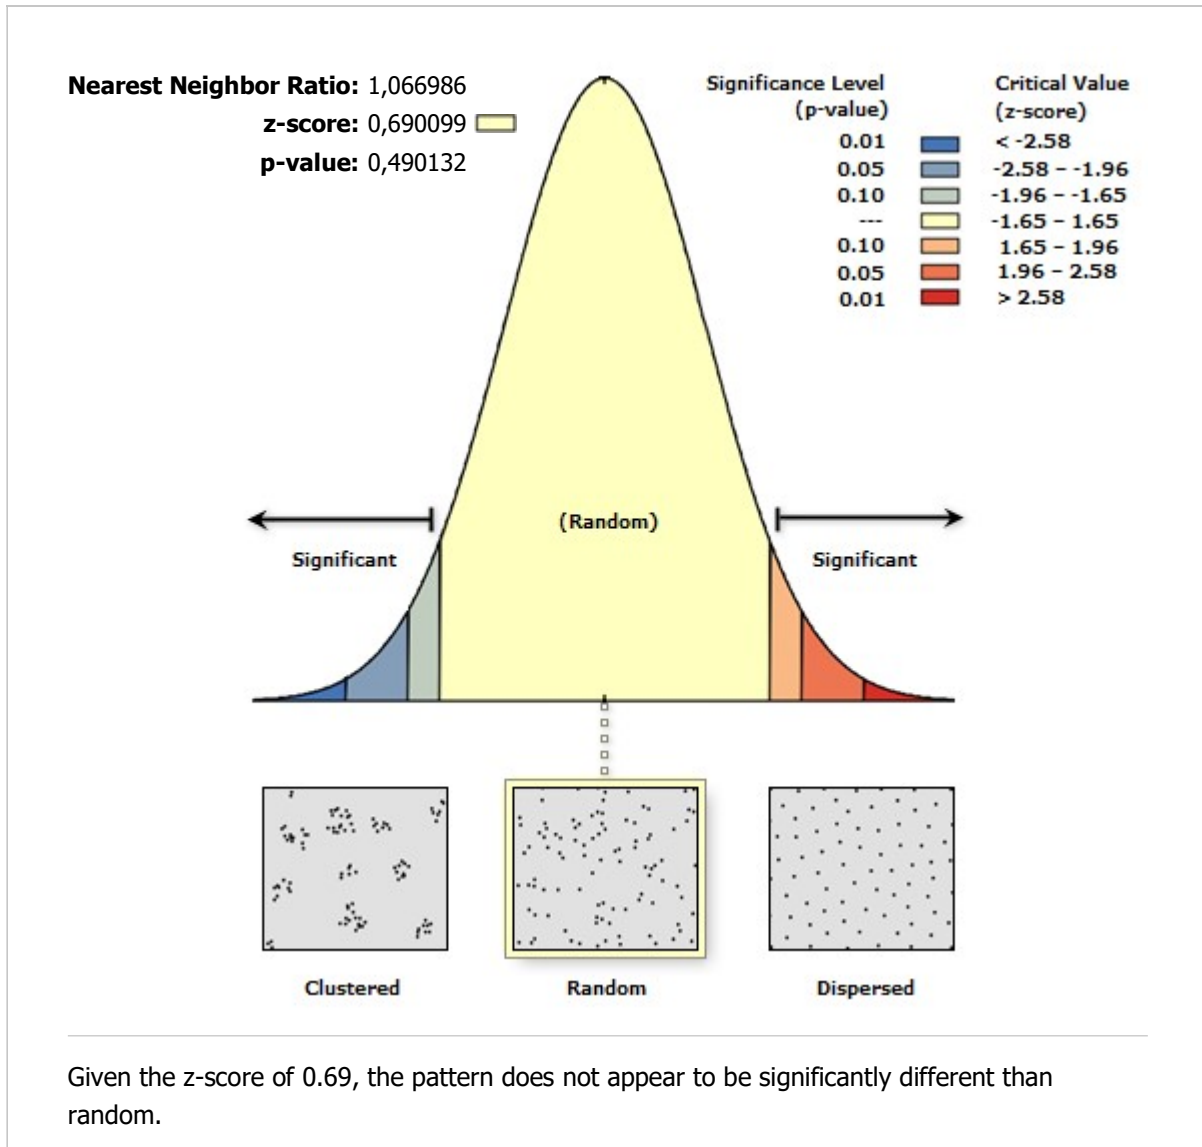 Nearest Neighbor Ratio: 1,066986
z-score: 0,690099
p-value: 0,490132
Significance Level
(p-value)
Critical Value
(z-score)
0.01 < -2.58
0.05 -2.58 – -1.96
0.10 -1.96 – -1.65
--- -1.65 – 1.65
0.10 1.65 – 1.96
0.05 1.96 – 2.58
0.01 > 2.58
(Random)
Significant
Significant
Clustered
Random
Dispersed
Given the z-score of 0.69, the pattern does not appear to be significantly different than
random.